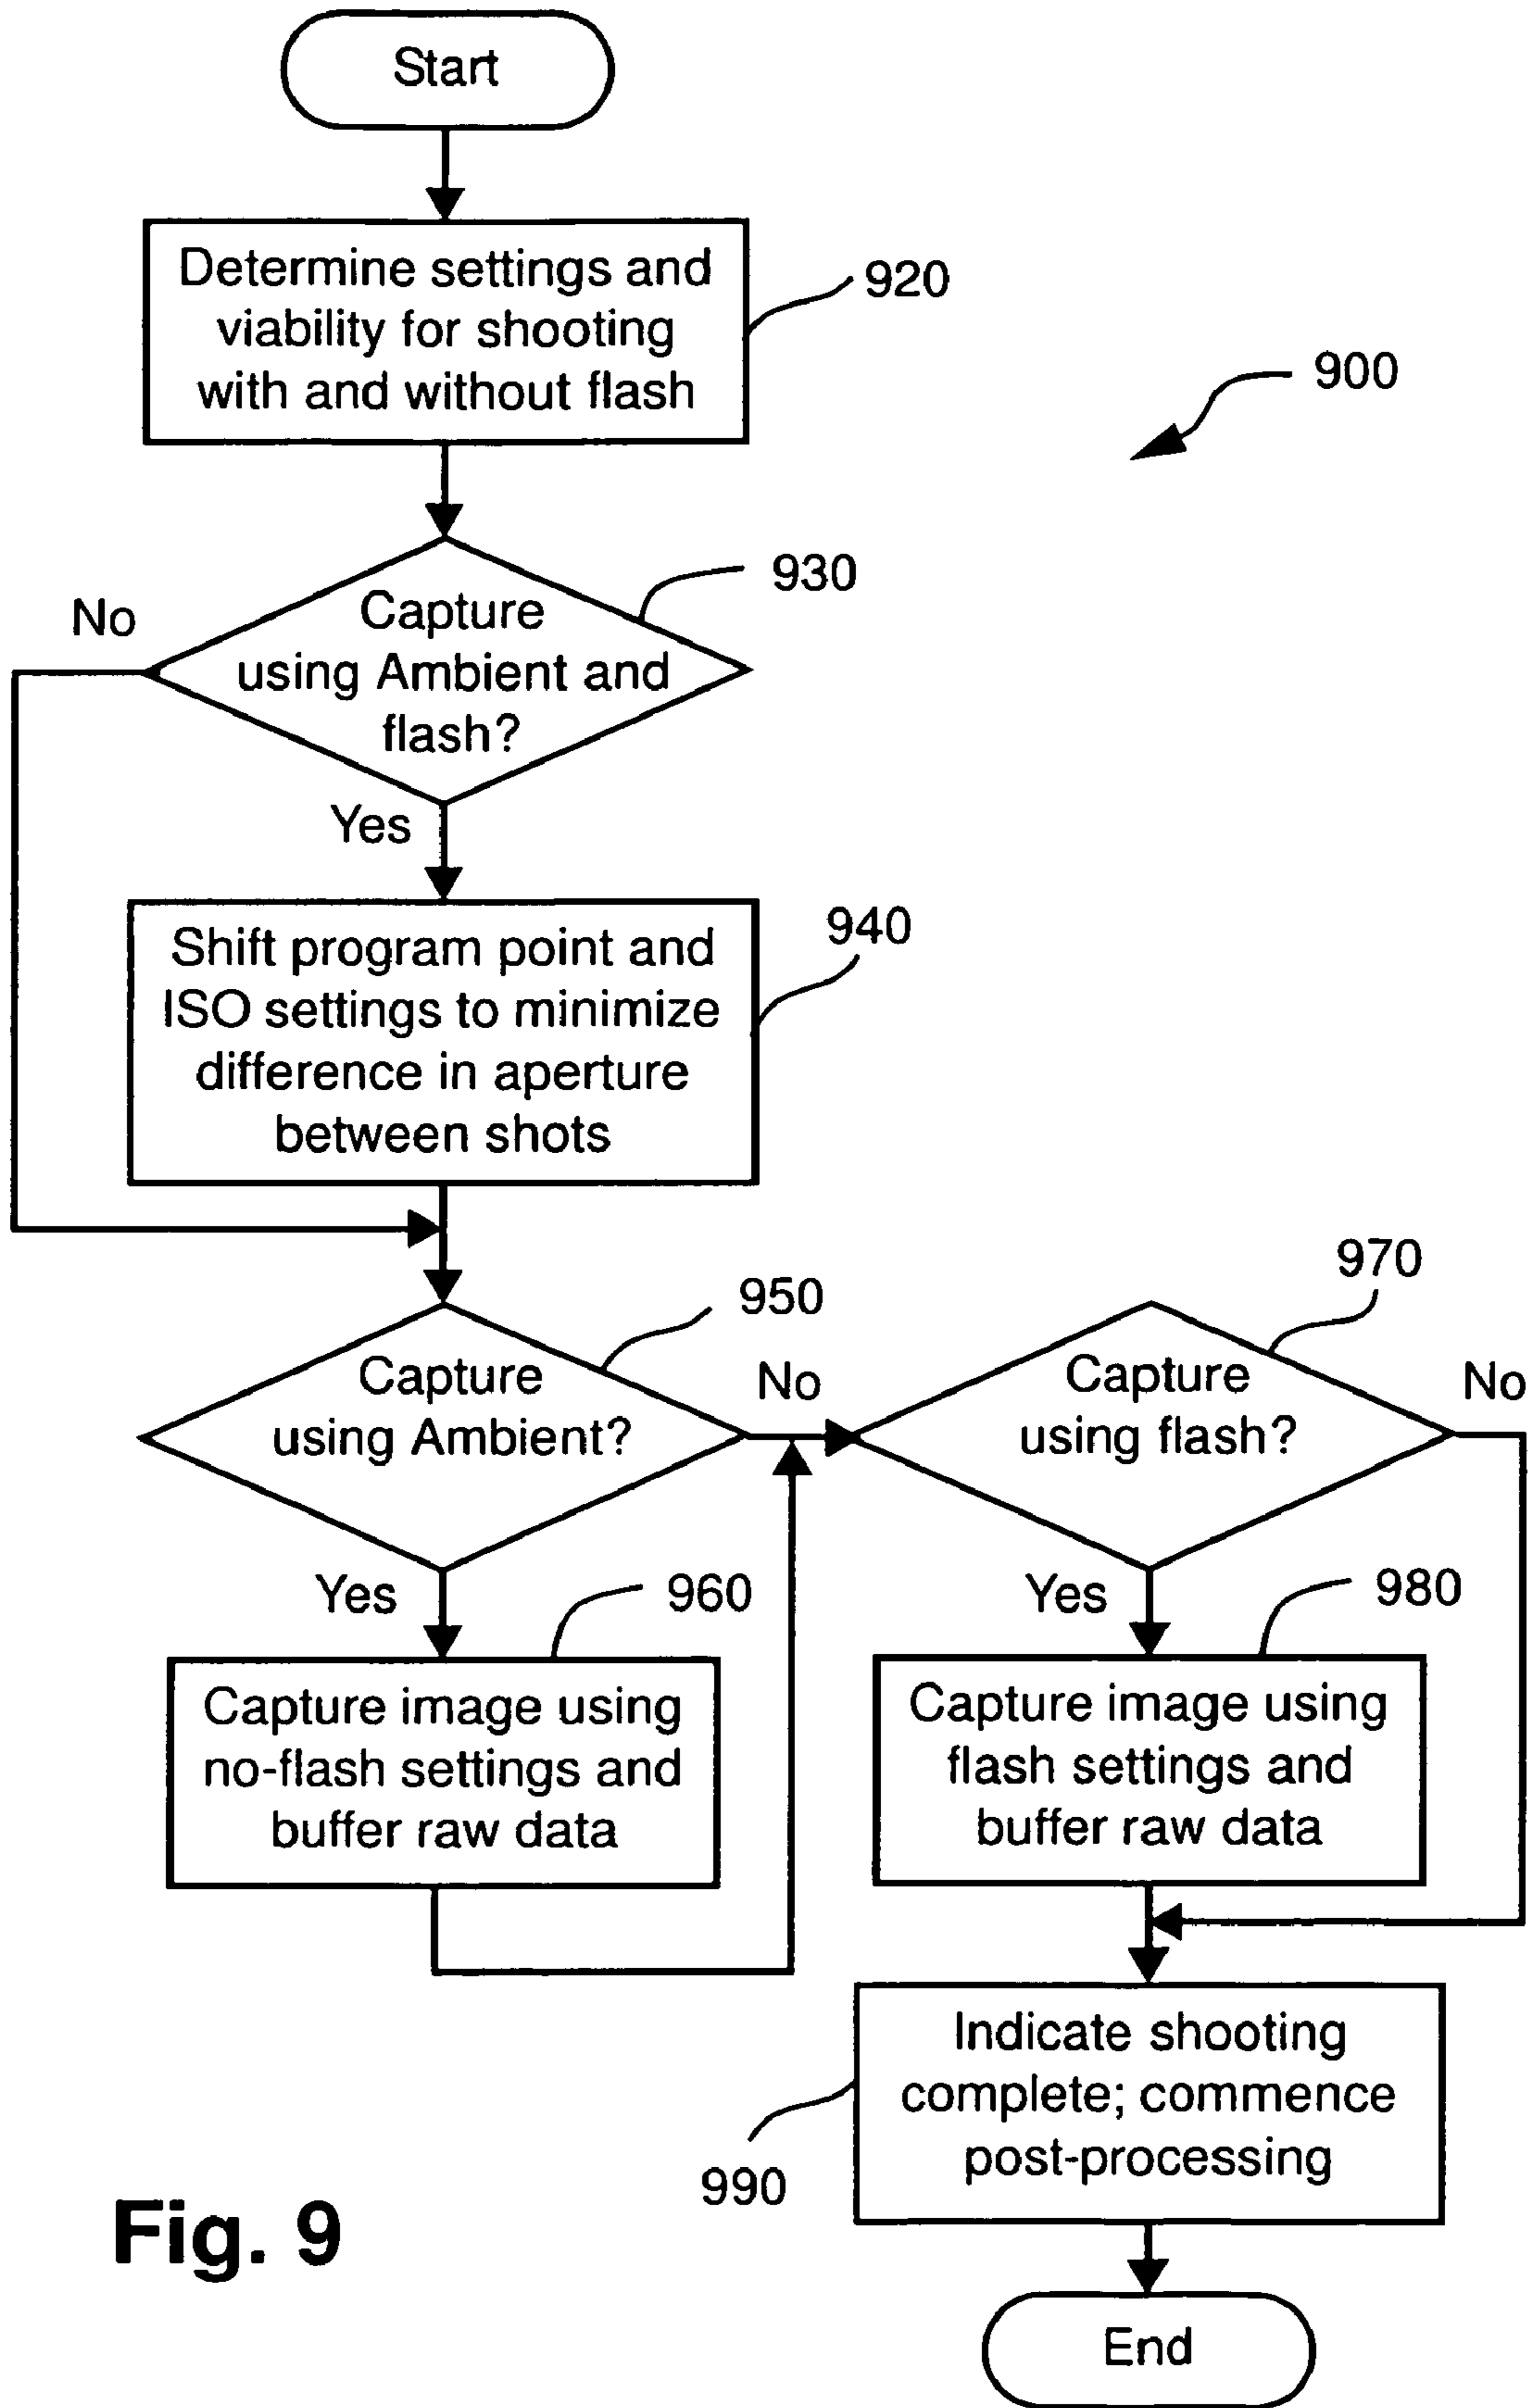 Start
Determine settings and
viability for shooting
with and without flash
920
900
930
Capture
using Ambient and
flash?
No
Yes
Shift program point and
ISO settings to minimize
difference in aperture
between shots
940
950
Capture
using Ambient?
No
970
Capture
using flash?
No
Yes
960
Capture image using
no-flash settings and
buffer raw data
Yes
980
Capture image using
flash settings and
buffer raw data
Indicate shooting
complete; commence
post-processing
990
End
Fig. 9